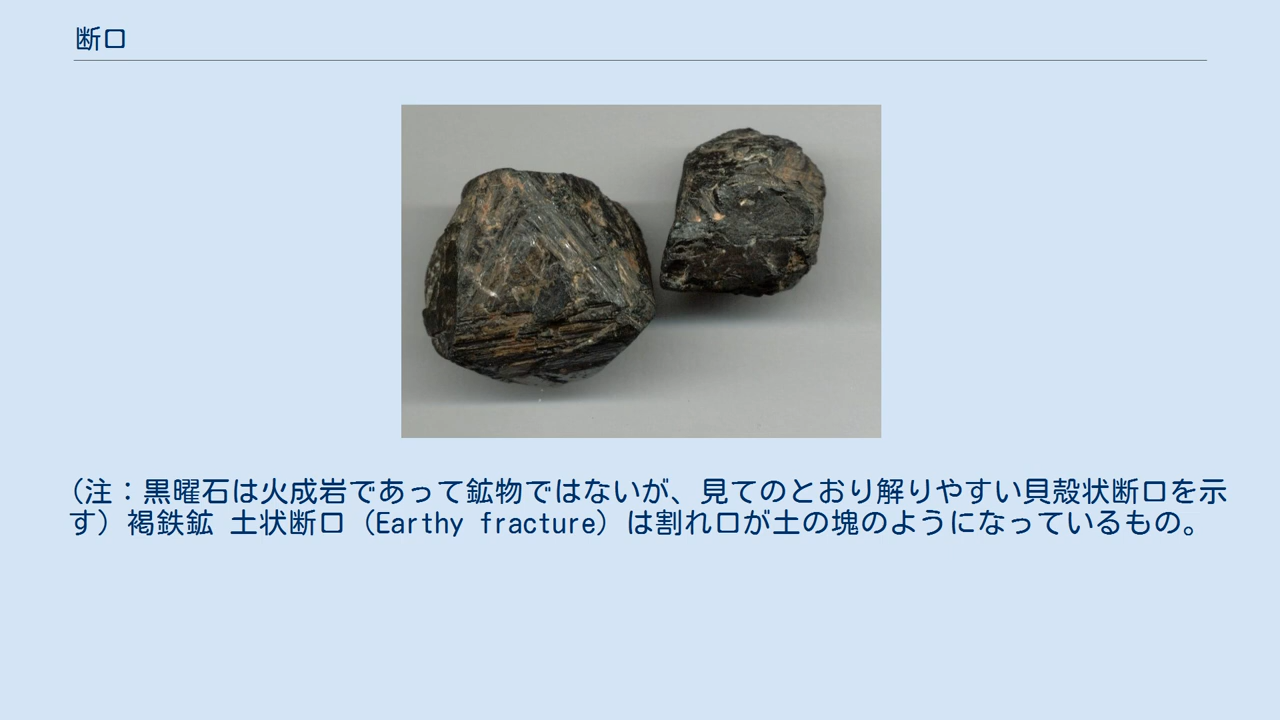 断口
（注：黒曜石は火成岩であって鉱物ではないが、見てのとおり解りやすい貝殻状断口を示
す）褐鉄鉱 土状断口（Earthy fracture）は割れ口が土の塊のようになっているもの。